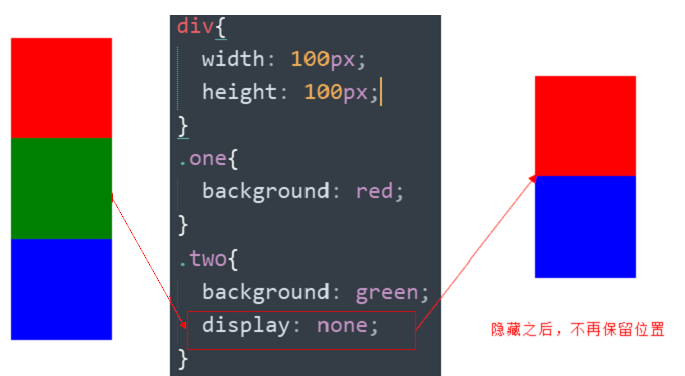 div{
width: 100px;
height: 100px;
}
.one{
background: red;
}
.two{
background: green;
display: none;
}
隐藏之后，不再保留位置